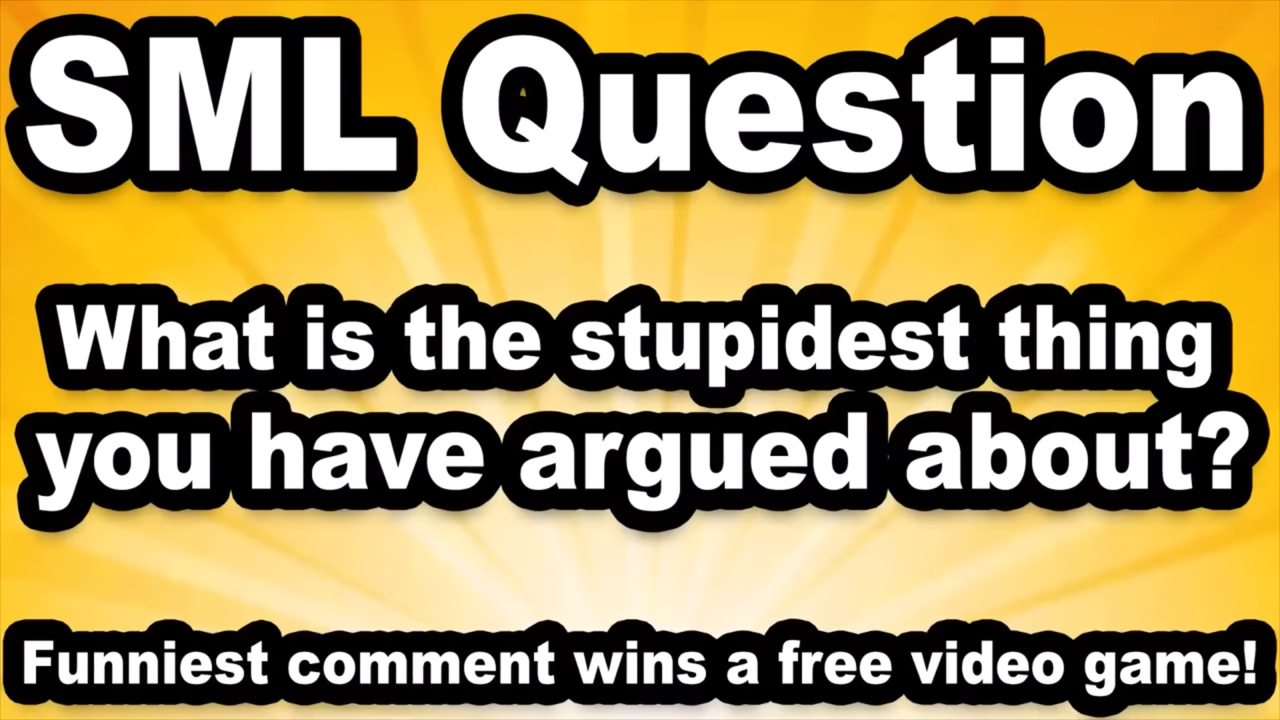 SML Question
What is the stupidest thing
you have argued about?
Funniest comment wins a free video game!